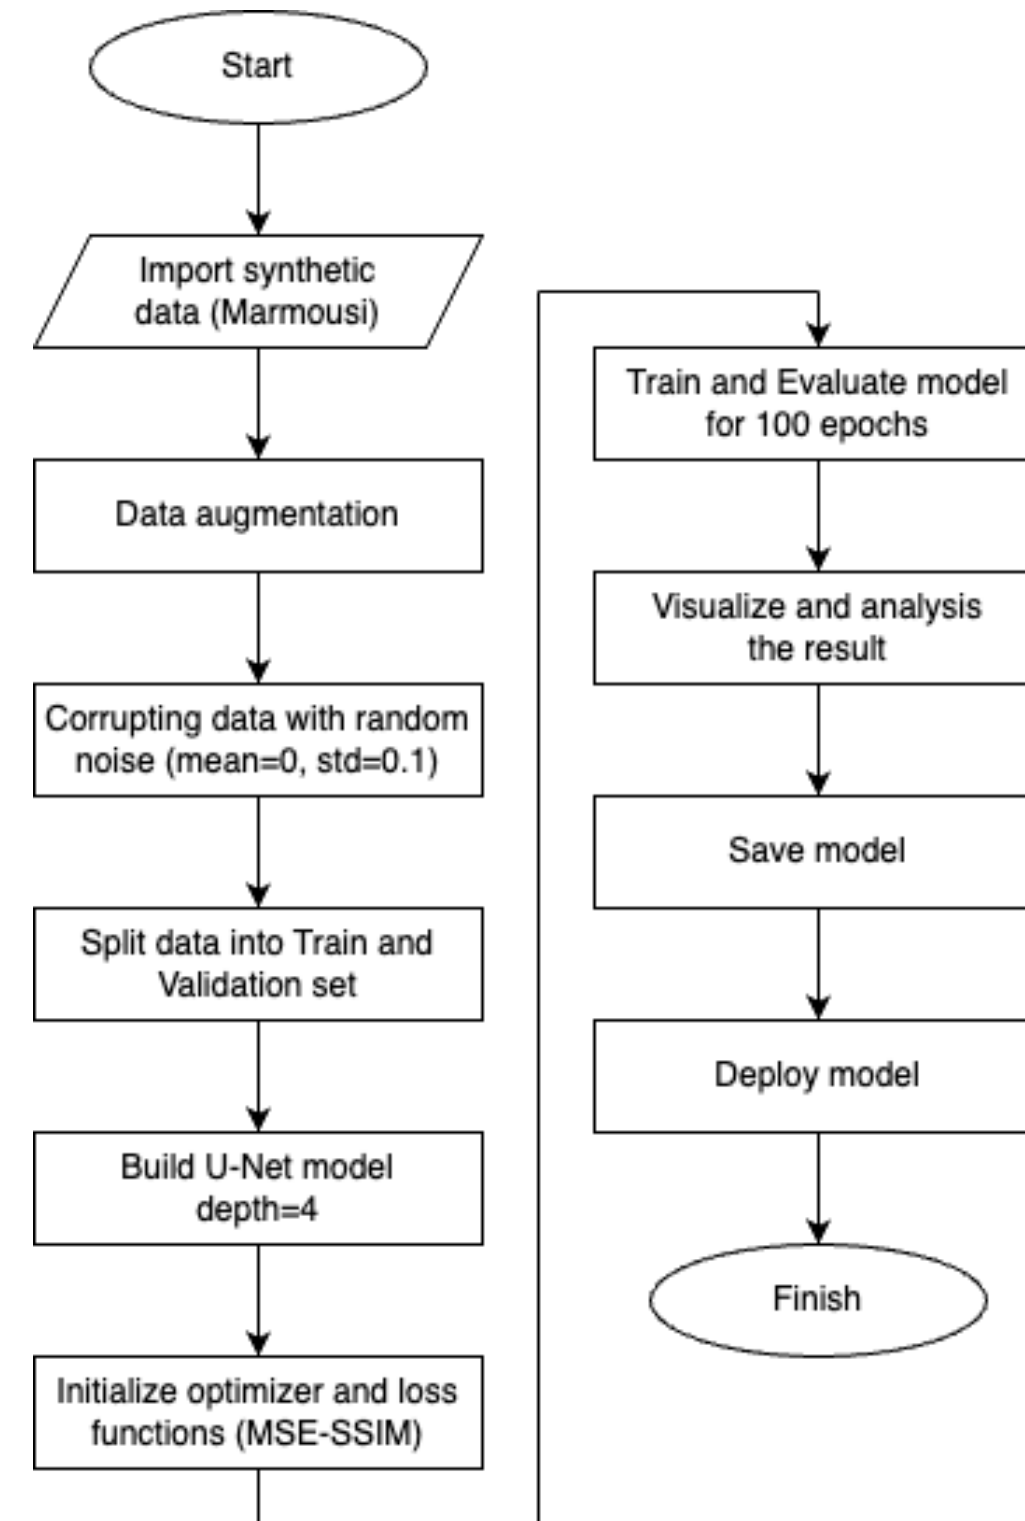 Start
Import synthetic
data (Marmousi)
Data augmentation
Corrupting data with random
noise (mean=0, std=0.1)
Split data into Train and
Validation set
Build U-Net model
depth=4
Initialize optimizer and loss
functions (MSE-SSIM)
Train and Evaluate model
for 100 epochs
Visualize and analysis
the result
Save model
Deploy model
Finish